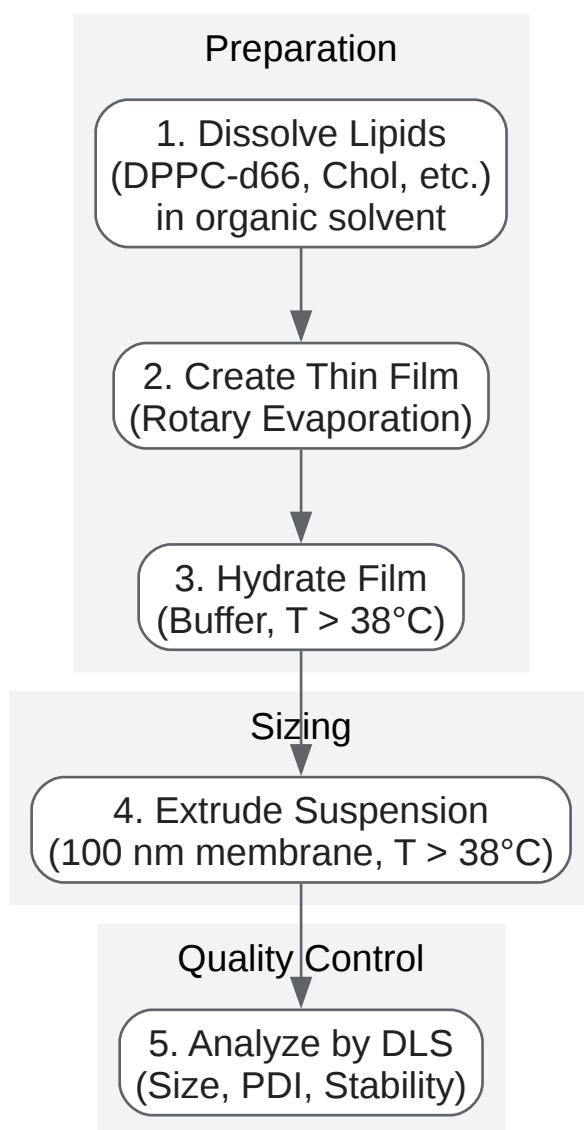 Preparation
1. Dissolve Lipids
(DPPC-d66, Chol, etc.)
in organic solvent
2. Create Thin Film
(Rotary Evaporation)
3. Hydrate Film
(Buffer, T > 38°C)
Sizing
4. Extrude Suspension
(100 nm membrane, T > 38°C)
Quality Control
5. Analyze by DLS
(Size, PDI, Stability)